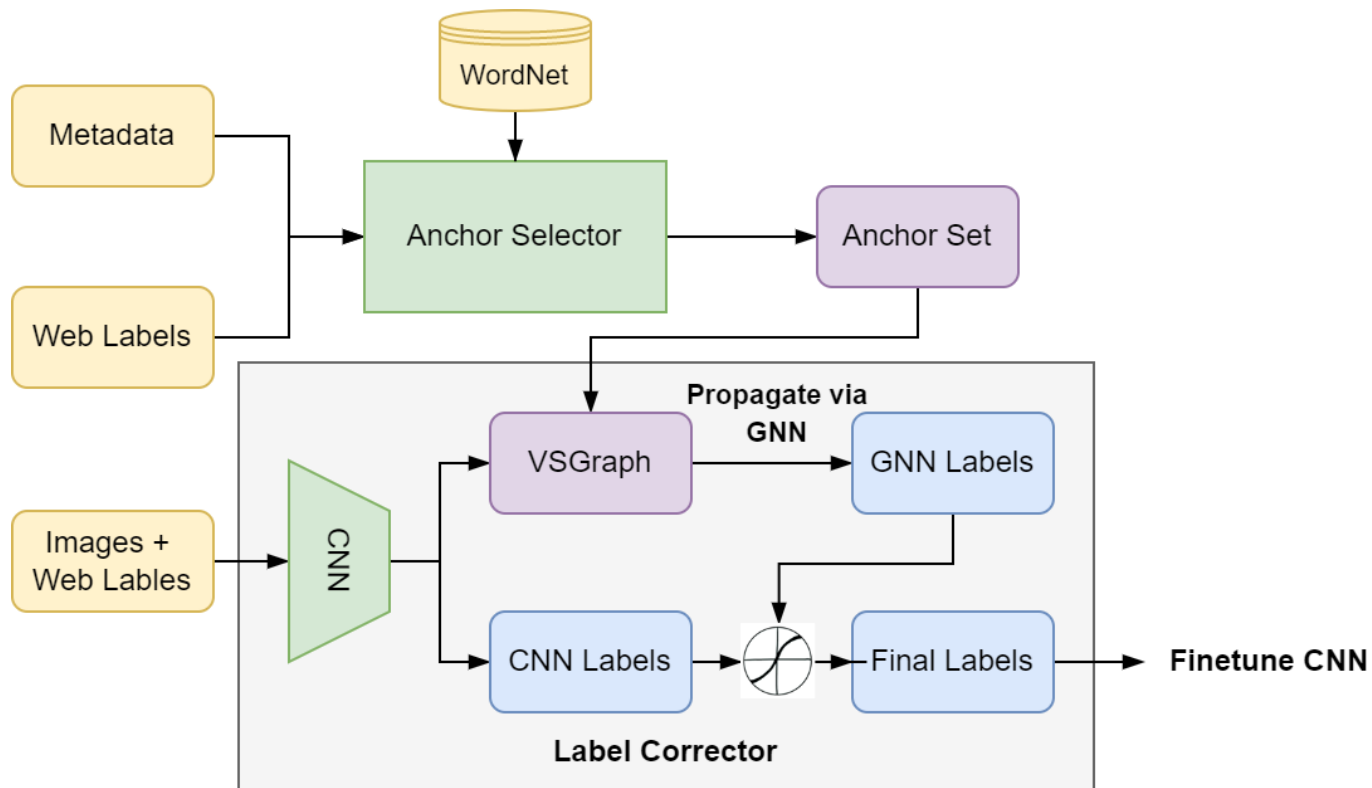 WordNet
Metadada
Anchor Selector
Anchor Set
Web Labels
Propagate via
GNN
VSGraph
GNN Labels
CNN
Images +
Web Lables
CNN Labels
Final Labels
Finetune CNN
Label Corrector